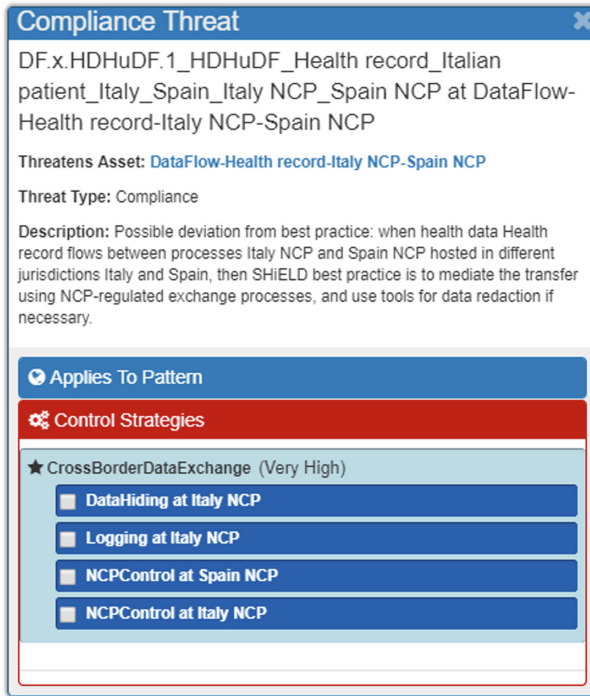 Compliance Threat
DF.x.HDHuDF.1_HDHuDF_Health record_Italian
patient_Italy_Spain_Italy NCP_Spain NCP at DataFlow-
Health record-Italy NCP-Spain NCP
Threatens Asset: DataFlow-Health record-Italy NCP-Spain NCP
Threat Type: Compliance
Description: Possible deviation from best practice: when health data Health
record flows between processes Italy NCP and Spain NCP hosted in different
jurisdictions Italy and Spain, then SHiELD best practice is to mediate the transfer
using NCP-regulated exchange processes, and use tools for data redaction if
necessary.
Applies To Pattern
Control Strategies
CrossBorderDataExchange (Very High)
DataHiding at Italy NCP
Logging at Italy NCP
NCPControl at Spain NCP
NCPControl at Italy NCP